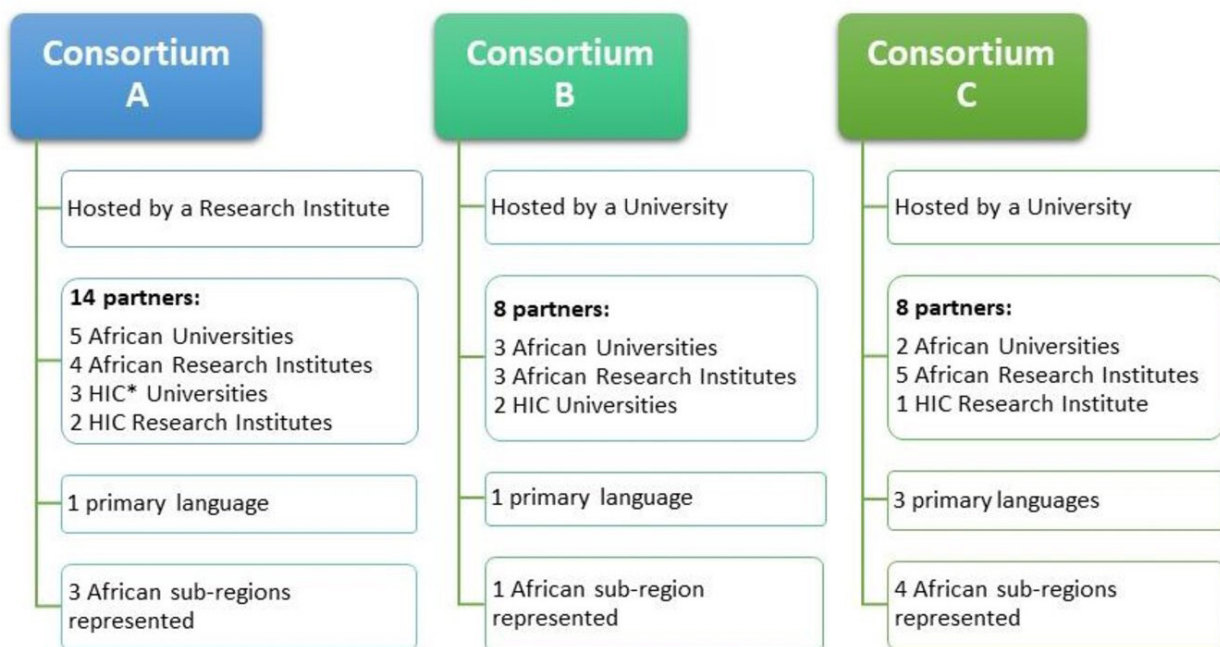 Consortium
A
Hosted by a Research Institute
14 partners:
5 African Universities
4 African Research Institutes
3 HIC* Universities
2 HIC Research Institutes
1 primary language
3 African sub-regions
represented
Consortium
B
Hosted by a University
8 partners:
3 African Universities
3 African Research Institutes
2 HIC Universities
1 primary language
1 African sub-region
represented
Consortium
C
Hosted by a University
8 partners:
2 African Universities
5 African Research Institutes
1 HIC Research Institute
3 primary languages
4 African sub-regions
represented